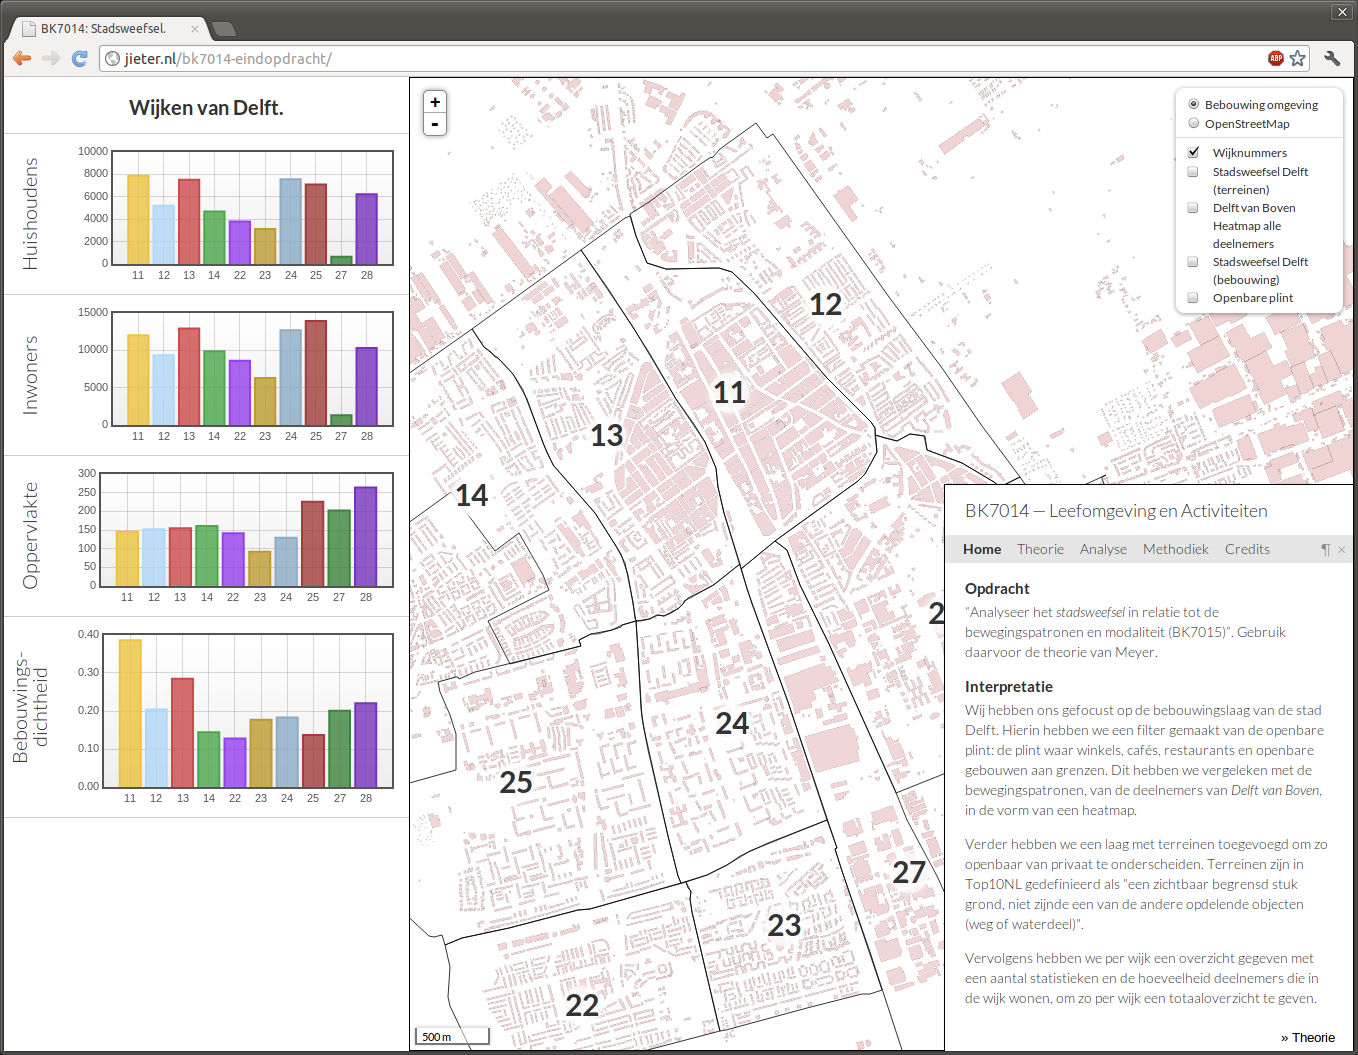 BK7014: Stadsweefsel.
jieter.nl/bk7014-eindopdracht/
ABP
Wijken van Delft.
Huishoudens
10000
8000
6000
4000
2000
0
11 12 13 14 22 23 24 25 27 28
Inwoners
15000
10000
5000
0
11 12 13 14 22 23 24 25 27 28
Oppervlakte
300
250
200
150
100
50
0
11 12 13 14 22 23 24 25 27 28
Bebouwings-
dichtheid
0.40
0.30
0.20
0.10
0.00
11 12 13 14 22 23 24 25 27 28
+
-
Bebouwing omgeving
OpenStreetMap
Wijknummers
Stadsweefsel Delft
(terreinen)
Delft van Boven
Heatmap alle
deelnemers
Stadsweefsel Delft
(bebouwing)
Openbare plint
12
11
13
14
2
24
25
27
23
22
500 m
BK7014 — Leefomgeving en Activiteiten
Home Theorie Analyse Methodiek Credits ¶ ×
Opdracht
“Analyseer het stadsweefsel in relatie tot de
bewegingspatronen en modaliteit (BK7015)”. Gebruik
daarvoor de theorie van Meyer.
Interpretatie
Wij hebben ons gefocust op de bebouwingslaag van de stad
Delft. Hierin hebben we een filter gemaakt van de openbare
plint: de plint waar winkels, cafés, restaurants en openbare
gebouwen aan grenzen. Dit hebben we vergeleken met de
bewegingspatronen, van de deelnemers van Delft van Boven,
in de vorm van een heatmap.
Verder hebben we een laag met terreinen toegevoegd om zo
openbaar van privaat te onderscheiden. Terreinen zijn in
Top10NL gedefinieerd als "een zichtbaar begrensd stuk
grond, niet zijnde een van de andere opdelende objecten
(weg of waterdeel)".
Vervolgens hebben we per wijk een overzicht gegeven met
een aantal statistieken en de hoeveelheid deelnemers die in
de wijk wonen, om zo per wijk een totaaloverzicht te geven.
» Theorie